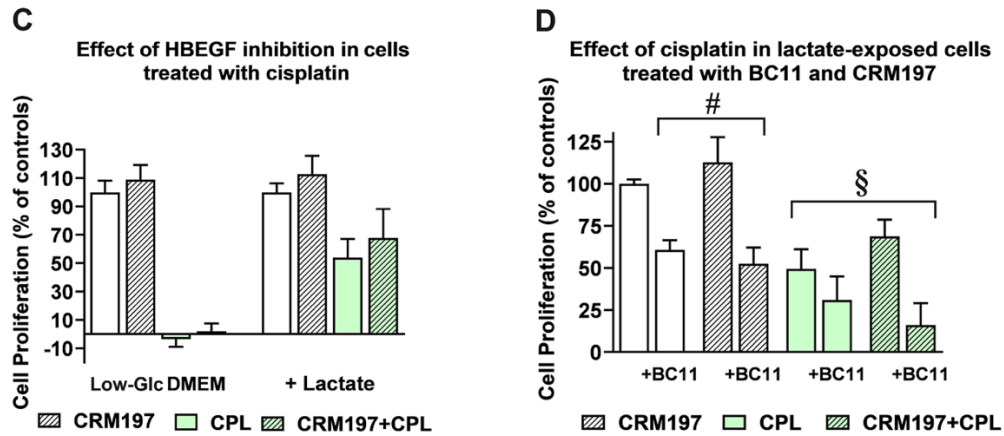 C
Effect of HBEGF inhibition in cells
treated with cisplatin
Cell Proliferation (% of controls)
130
110
90
70
50
30
10
-10
Low-Glc DMEM
+ Lactate
CRM197
CPL
CRM197+CPL
D
Effect of cisplatin in lactate-exposed cells
treated with BC11 and CRM197
Cell Proliferation (% of controls)
125
100
75
50
25
0
#
§
+BC11
+BC11
+BC11
+BC11
CRM197
CPL
CRM197+CPL